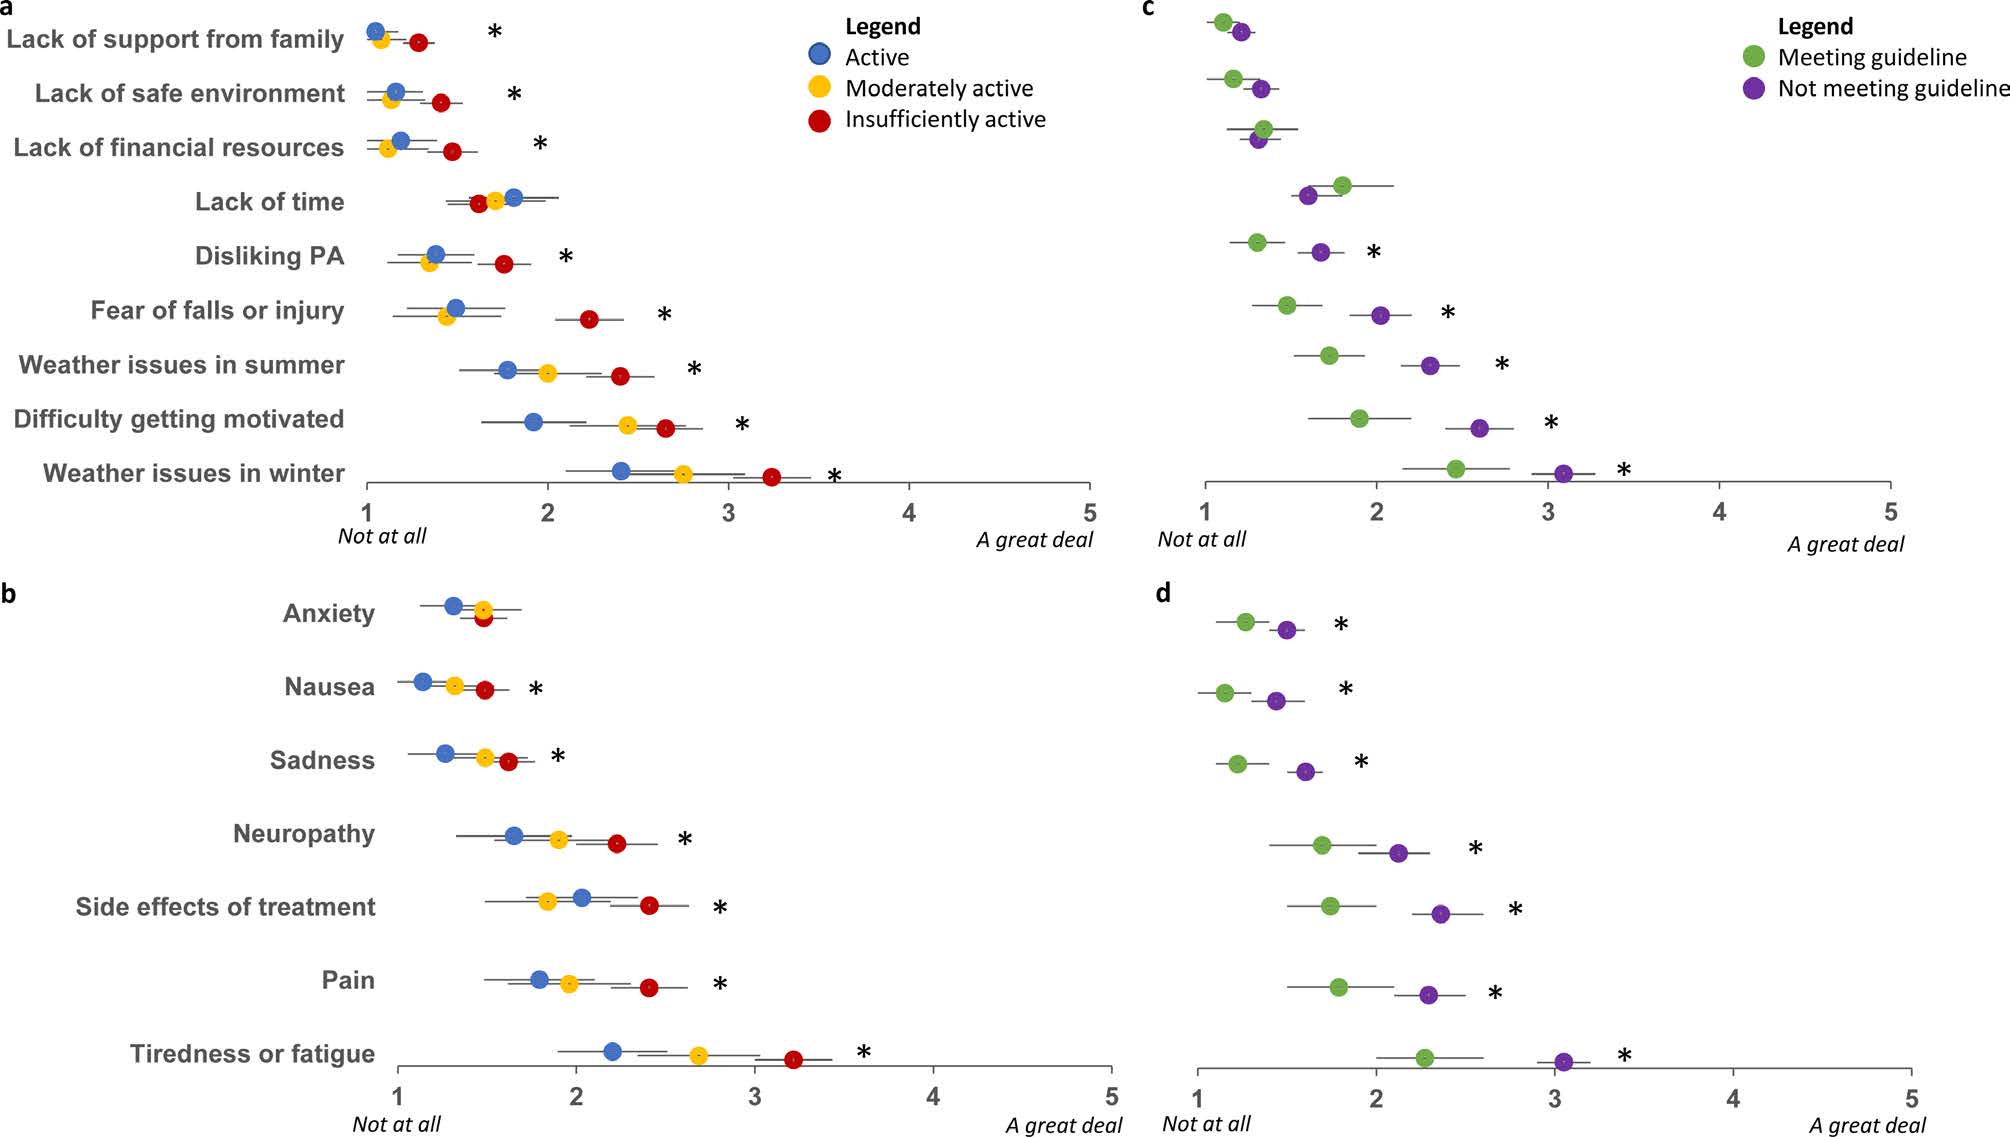 a
Lack of support from family
*
Lack of safe environment
*
Lack of financial resources
*
Lack of time
Disliking PA
*
Fear of falls or injury
*
Weather issues in summer
*
Difficulty getting motivated
*
Weather issues in winter
*
1 2 3 4 5
Not at all
A great deal
Legend
Active
Moderately active
Insufficiently active
c
*
*
*
*
*
1 2 3 4 5
Not at all
A great deal
Legend
Meeting guideline
Not meeting guideline
b
Anxiety
Nausea
*
Sadness
*
Neuropathy
*
Side effects of treatment
*
Pain
*
Tiredness or fatigue
*
1 2 3 4 5
Not at all
A great deal
d
*
*
*
*
*
*
*
1 2 3 4 5
Not at all
A great deal